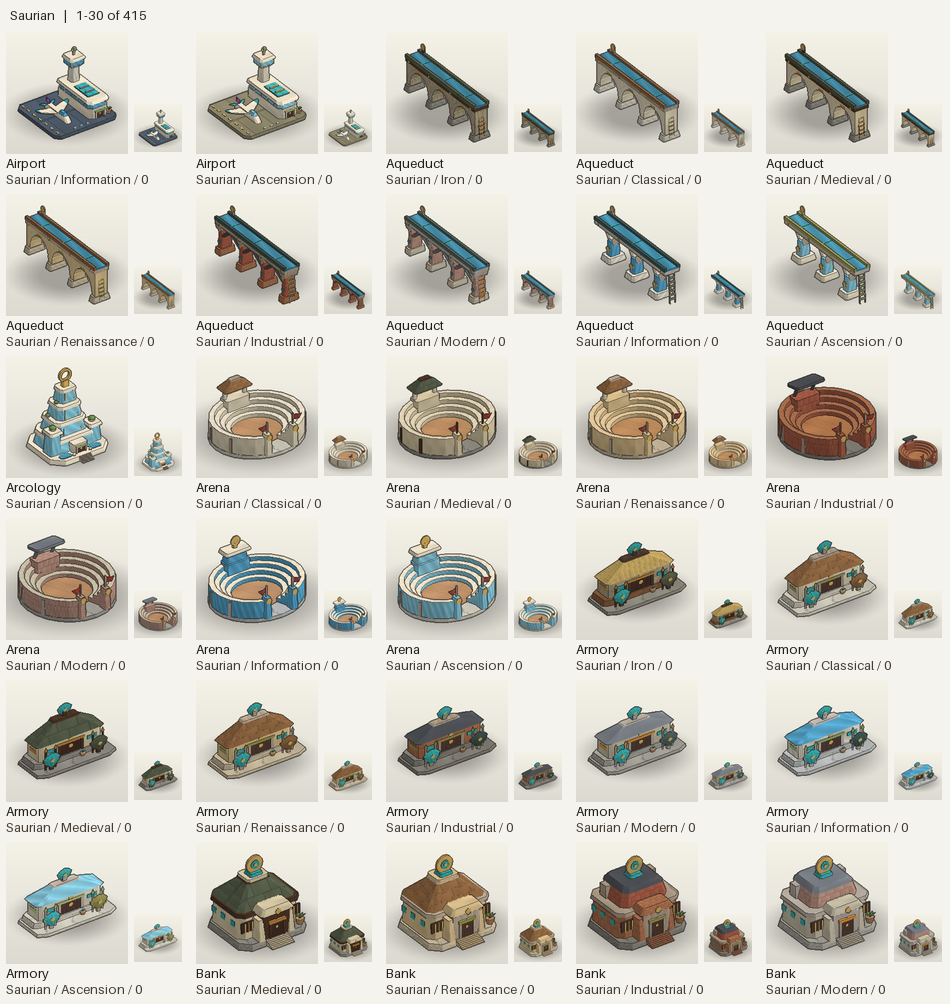 Saurian | 1-30 of 415
Airport
Saurian / Information / 0
Airport
Saurian / Ascension / 0
Aqueduct
Saurian / Iron / 0
Aqueduct
Saurian / Classical / 0
Aqueduct
Saurian / Medieval / 0
Aqueduct
Saurian / Renaissance / 0
Aqueduct
Saurian / Industrial / 0
Aqueduct
Saurian / Modern / 0
Aqueduct
Saurian / Information / 0
Aqueduct
Saurian / Ascension / 0
Arcology
Saurian / Ascension / 0
Arena
Saurian / Classical / 0
Arena
Saurian / Medieval / 0
Arena
Saurian / Renaissance / 0
Arena
Saurian / Industrial / 0
Arena
Saurian / Modern / 0
Arena
Saurian / Information / 0
Arena
Saurian / Ascension / 0
Armory
Saurian / Iron / 0
Armory
Saurian / Classical / 0
Armory
Saurian / Medieval / 0
Armory
Saurian / Renaissance / 0
Armory
Saurian / Industrial / 0
Armory
Saurian / Modern / 0
Armory
Saurian / Information / 0
Armory
Saurian / Ascension / 0
Bank
Saurian / Medieval / 0
Bank
Saurian / Renaissance / 0
Bank
Saurian / Industrial / 0
Bank
Saurian / Modern / 0